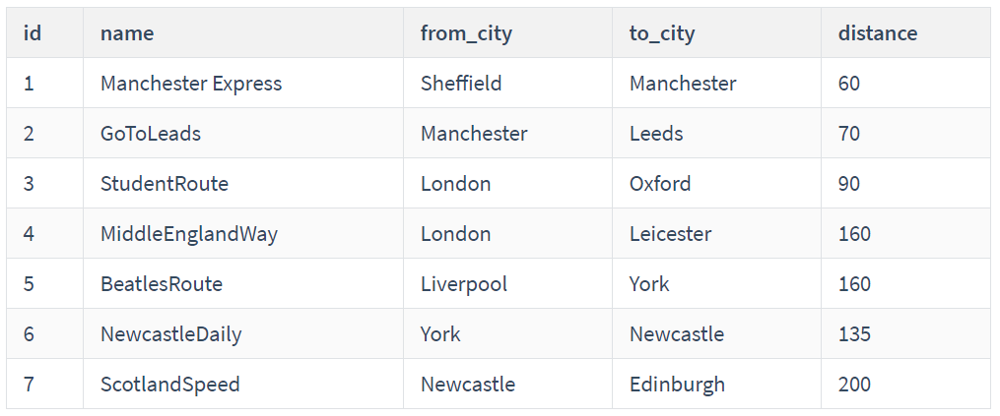 id name from_city to_city distance
1 Manchester Express Sheffield Manchester 60
2 GoToLeads Manchester Leeds 70
3 StudentRoute London Oxford 90
4 MiddleEnglandWay London Leicester 160
5 BeatlesRoute Liverpool York 160
6 NewcastleDaily York Newcastle 135
7 ScotlandSpeed Newcastle Edinburgh 200